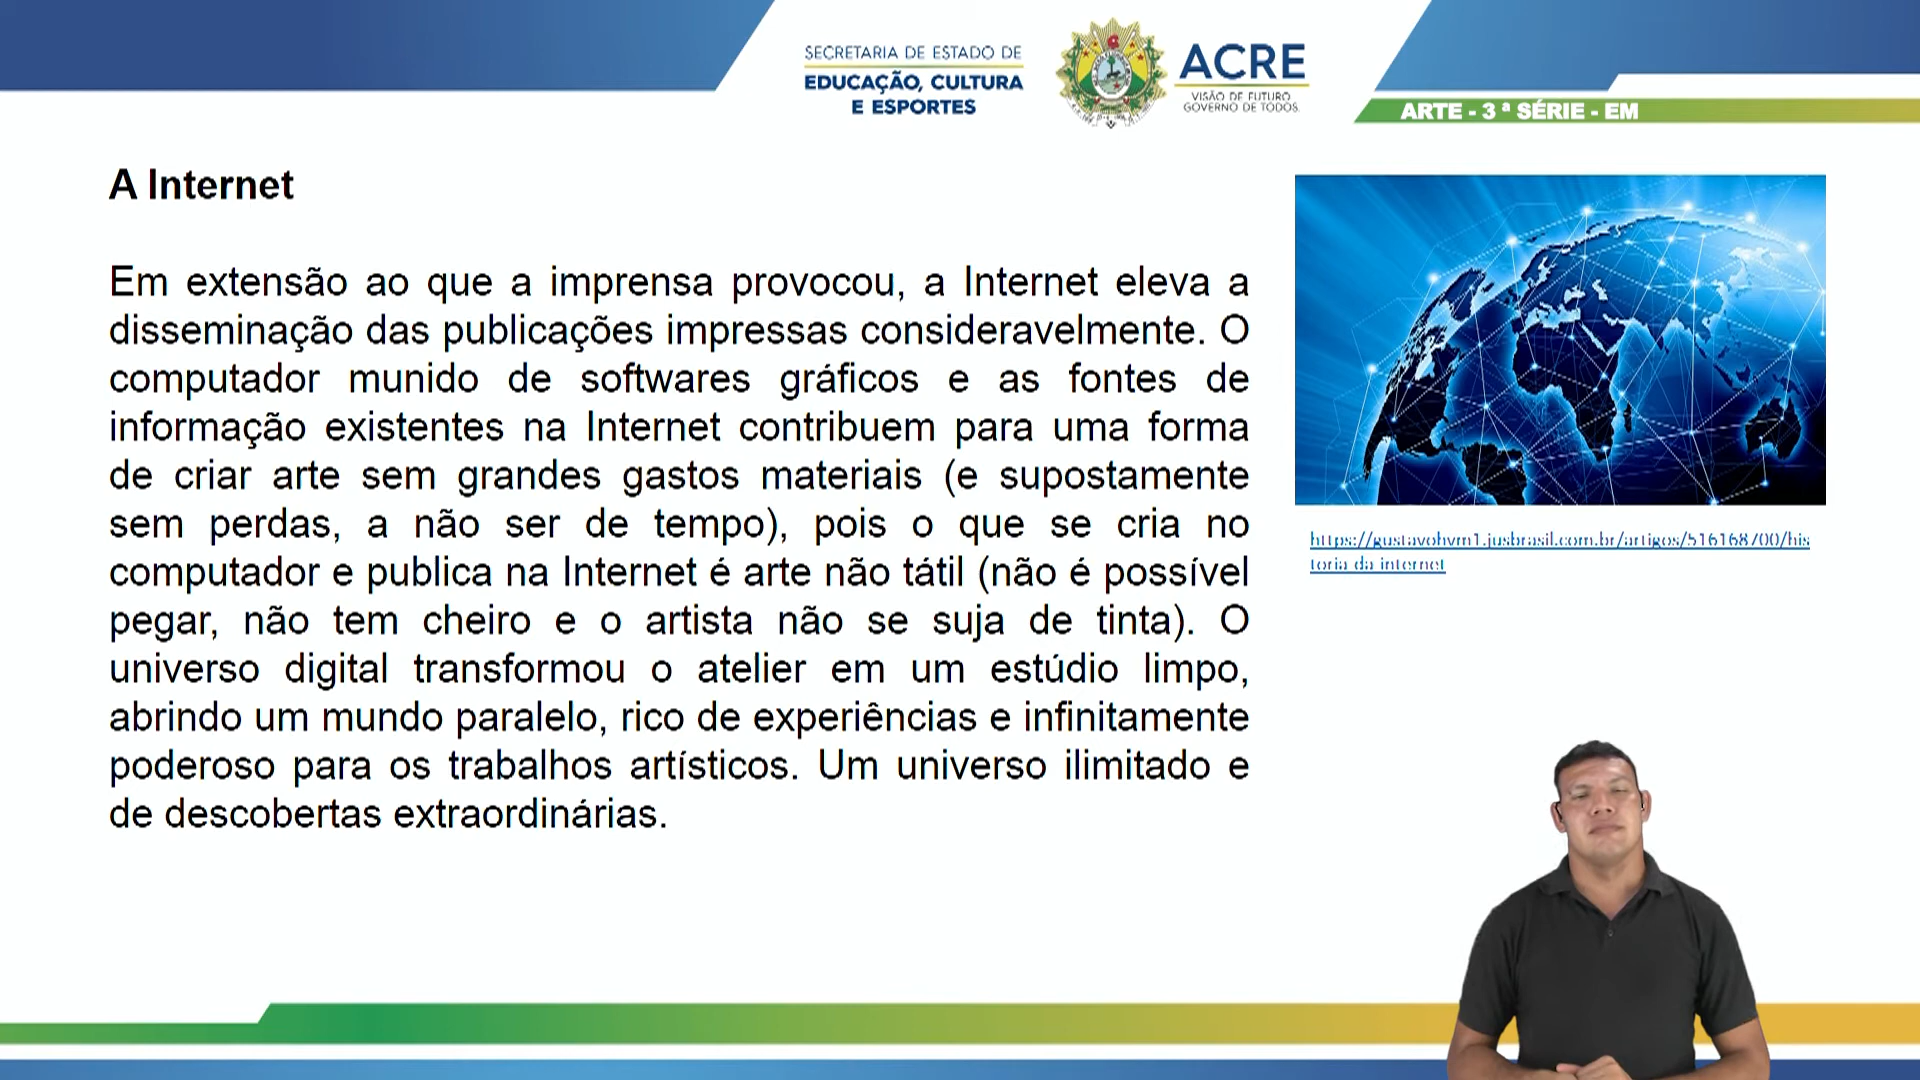 SECRETARIA DE ESTADO DE
EDUCAÇÃO, CULTURA
E ESPORTES
ACRE
VISÃO DE FUTURO
GOVERNO DE TODOS.
ARTE - 3 ª SÉRIE - EM
A Internet
Em extensão ao que a imprensa provocou, a Internet eleva a
disseminação das publicações impressas consideravelmente. O
computador munido de softwares gráficos e as fontes de
informação existentes na Internet contribuem para uma forma
de criar arte sem grandes gastos materiais (e supostamente
sem perdas, a não ser de tempo), pois o que se cria no
computador e publica na Internet é arte não tátil (não é possível
pegar, não tem cheiro e o artista não se suja de tinta). O
universo digital transformou o atelier em um estúdio limpo,
abrindo um mundo paralelo, rico de experiências e infinitamente
poderoso para os trabalhos artísticos. Um universo ilimitado e
de descobertas extraordinárias.
https://gustavohvm1.jusbrasil.com.br/artigos/516168700/his
toria-da-internet